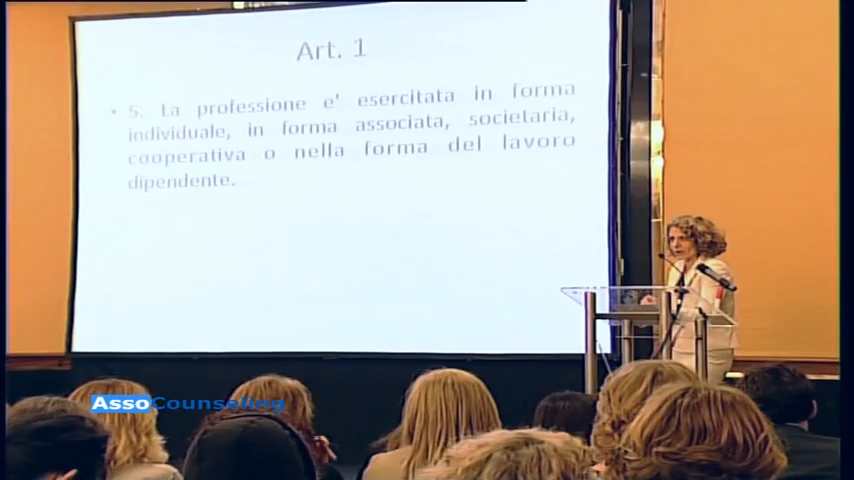 Art. 1
• 5. La professione e' esercitata in forma
individuale, in forma associata, societaria,
cooperativa o nella forma del lavoro
dipendente.
AssoCounseling